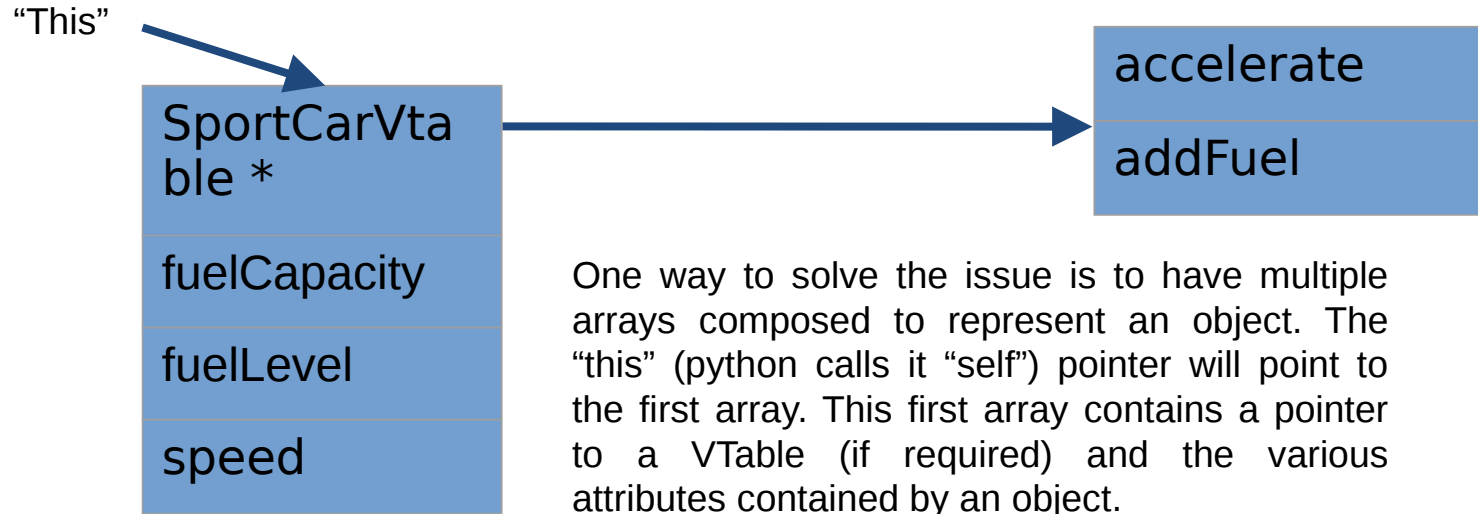 “This”
accelerate
addFuel
SportCarVta
ble *
fuelCapacity
fuelLevel
speed
One way to solve the issue is to have multiple
arrays composed to represent an object. The
“this” (python calls it “self”) pointer will point to
the first array. This first array contains a pointer
to a VTable (if required) and the various
attributes contained by an object.